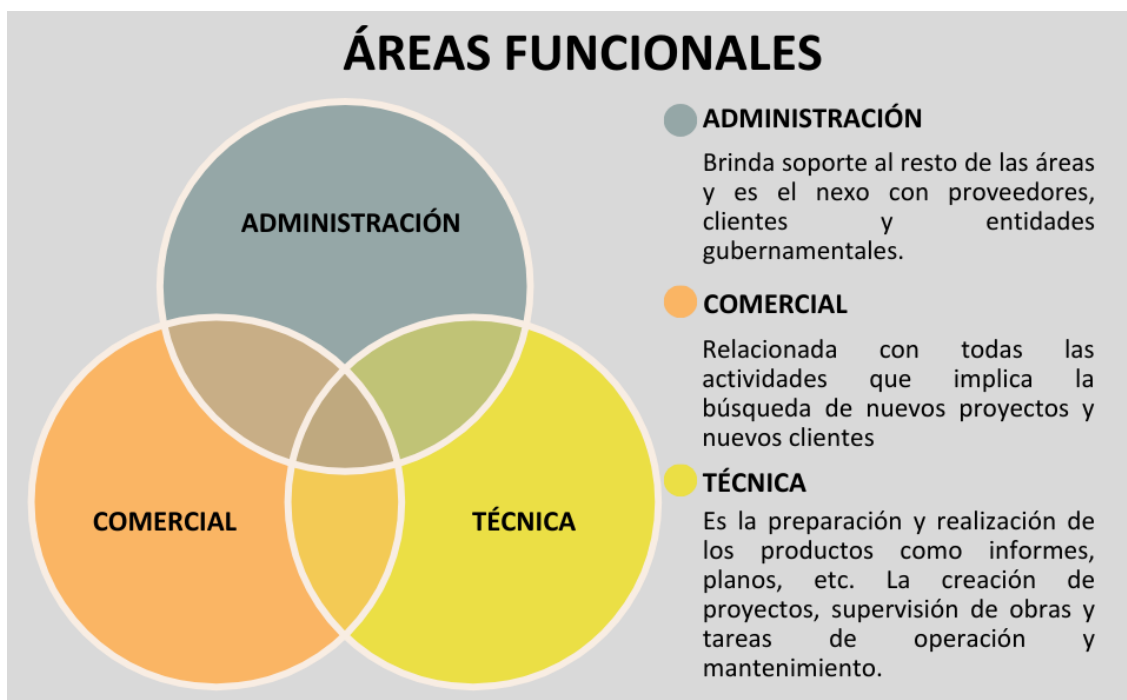 ÁREAS FUNCIONALES
ADMINISTRACIÓN
COMERCIAL
TÉCNICA
ADMINISTRACIÓN
Brinda soporte al resto de las áreas
y es el nexo con proveedores,
clientes y entidades
gubernamentales.
COMERCIAL
Relacionada con todas las
actividades que implica la
búsqueda de nuevos proyectos y
nuevos clientes
TÉCNICA
Es la preparación y realización de
los productos como informes,
planos, etc. La creación de
proyectos, supervisión de obras y
tareas de operación y
mantenimiento.